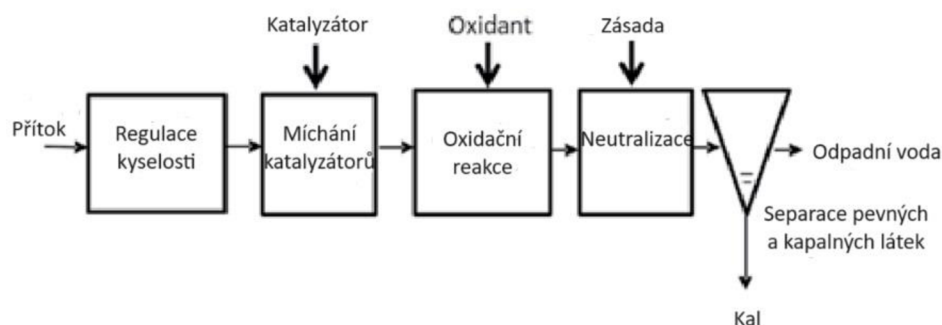 Katalyzátor
Oxidant
Zásada
Přítok
Regulace
kyselosti
Míchání
katalyzátorů
Oxidační
reakce
Neutralizace
Odpadní voda
Separace pevných
a kapalných látek
Kal